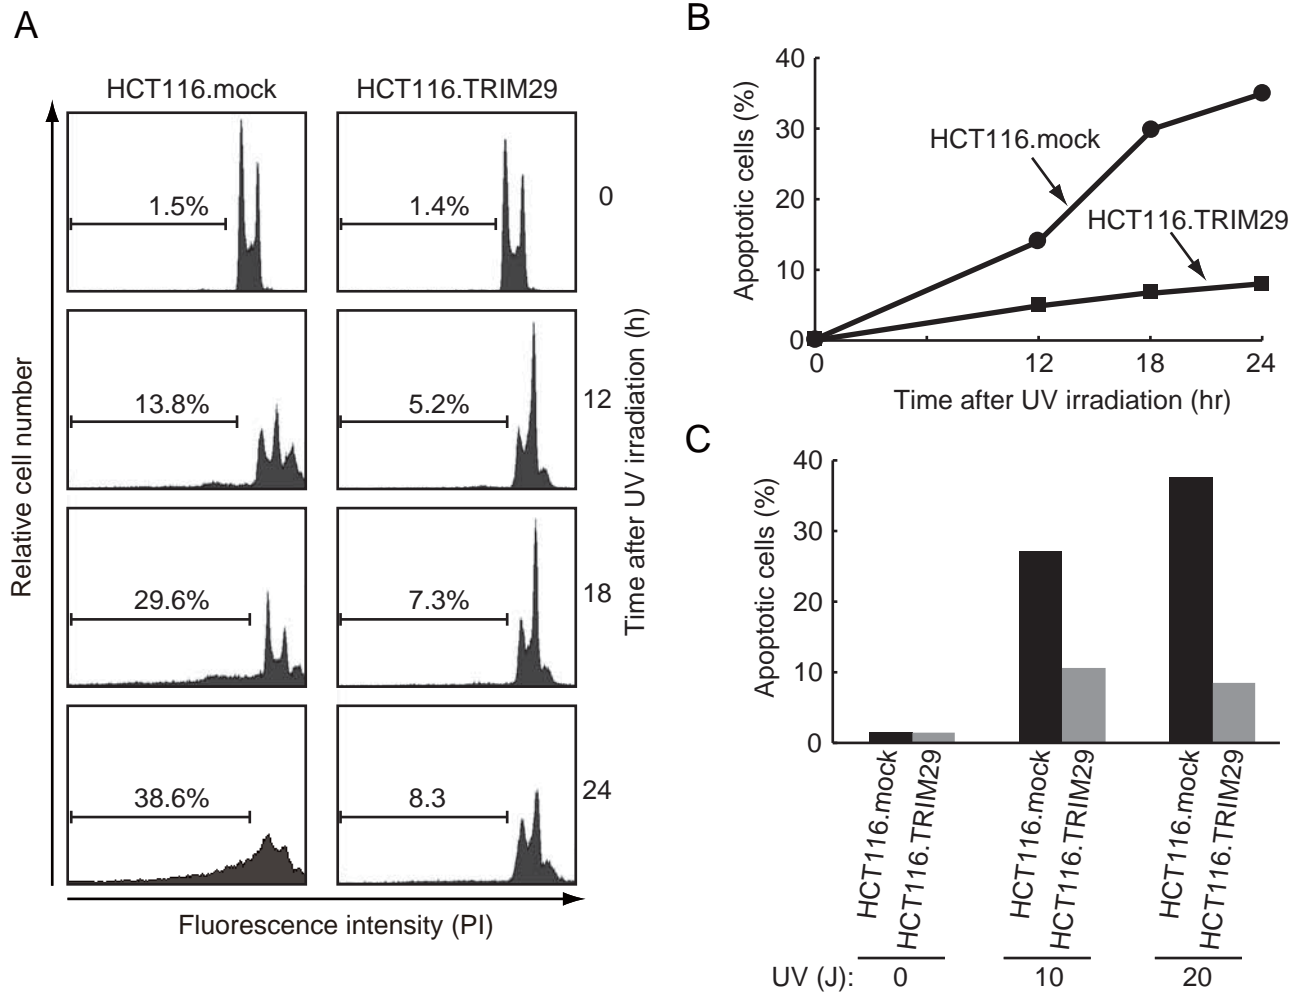 A
HCT116.mock
HCT116.TRIM29
1.5%
1.4%
0
13.8%
5.2%
12
29.6%
7.3%
18
38.6%
8.3
24
Relative cell number
Time after UV irradiation (h)
Fluorescence intensity (PI)
B
40
30
20
10
0
Apoptotic cells (%)
HCT116.mock
HCT116.TRIM29
0
12
18
24
Time after UV irradiation (hr)
C
40
30
20
10
0
Apoptotic cells (%)
HCT116.mock
HCT116.TRIM29
HCT116.mock
HCT116.TRIM29
HCT116.mock
HCT116.TRIM29
UV (J): 0 10 20